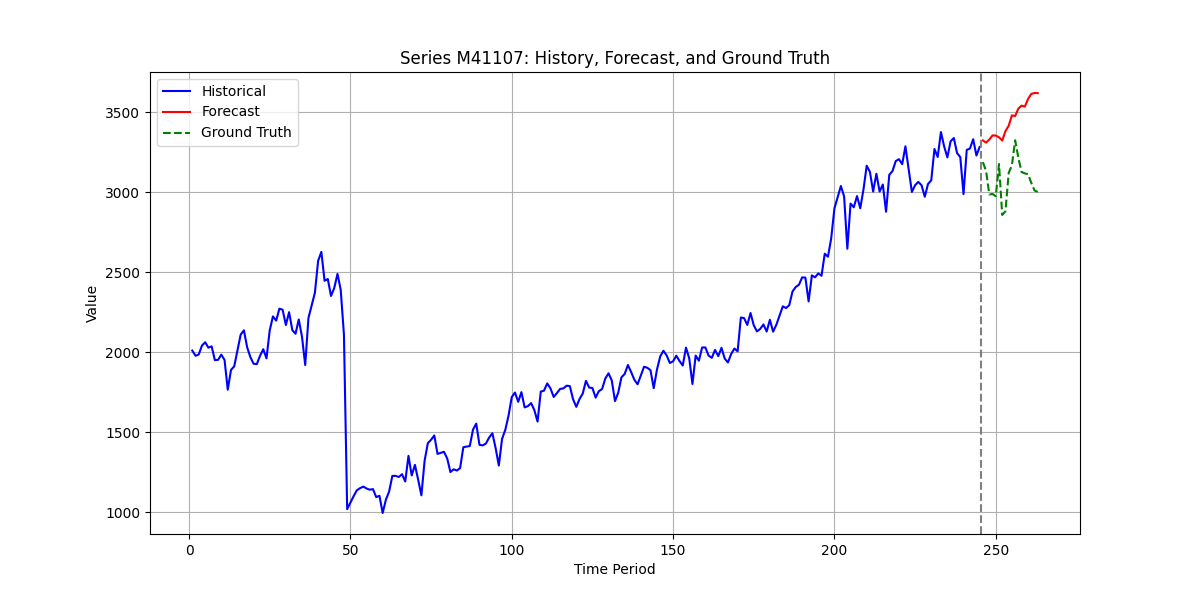 Series M41107: History, Forecast, and Ground Truth
Historical
Forecast
Ground Truth
3500
3000
2500
2000
1500
1000
Value
0 50 100 150 200 250
Time Period